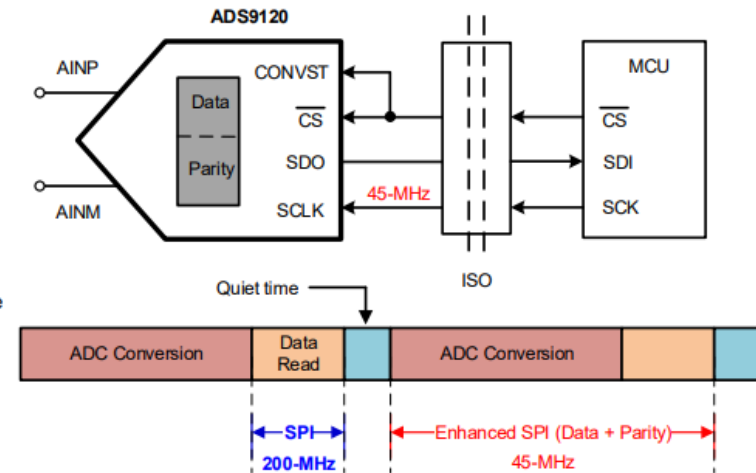 ADS9120
AINP
AINM
Data
Parity
CONVST
CS
SDO
SCLK
45-MHz
ISO
MCU
CS
SDI
SCK
Quiet time
e
ADC Conversion
Data
Read
ADC Conversion
SPI
200-MHz
Enhanced SPI (Data + Parity)
45-MHz